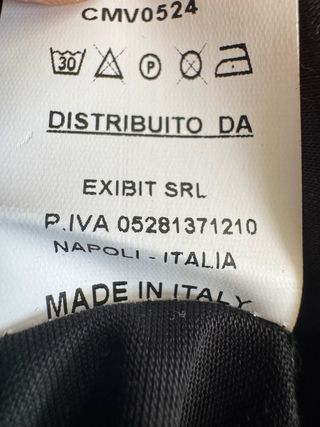 CMV0524
30
P
DISTRIBUITO DA
EXIBIT SRL
P.IVA 05281371210
NAPOLI - ITALIA
MADE IN ITALY